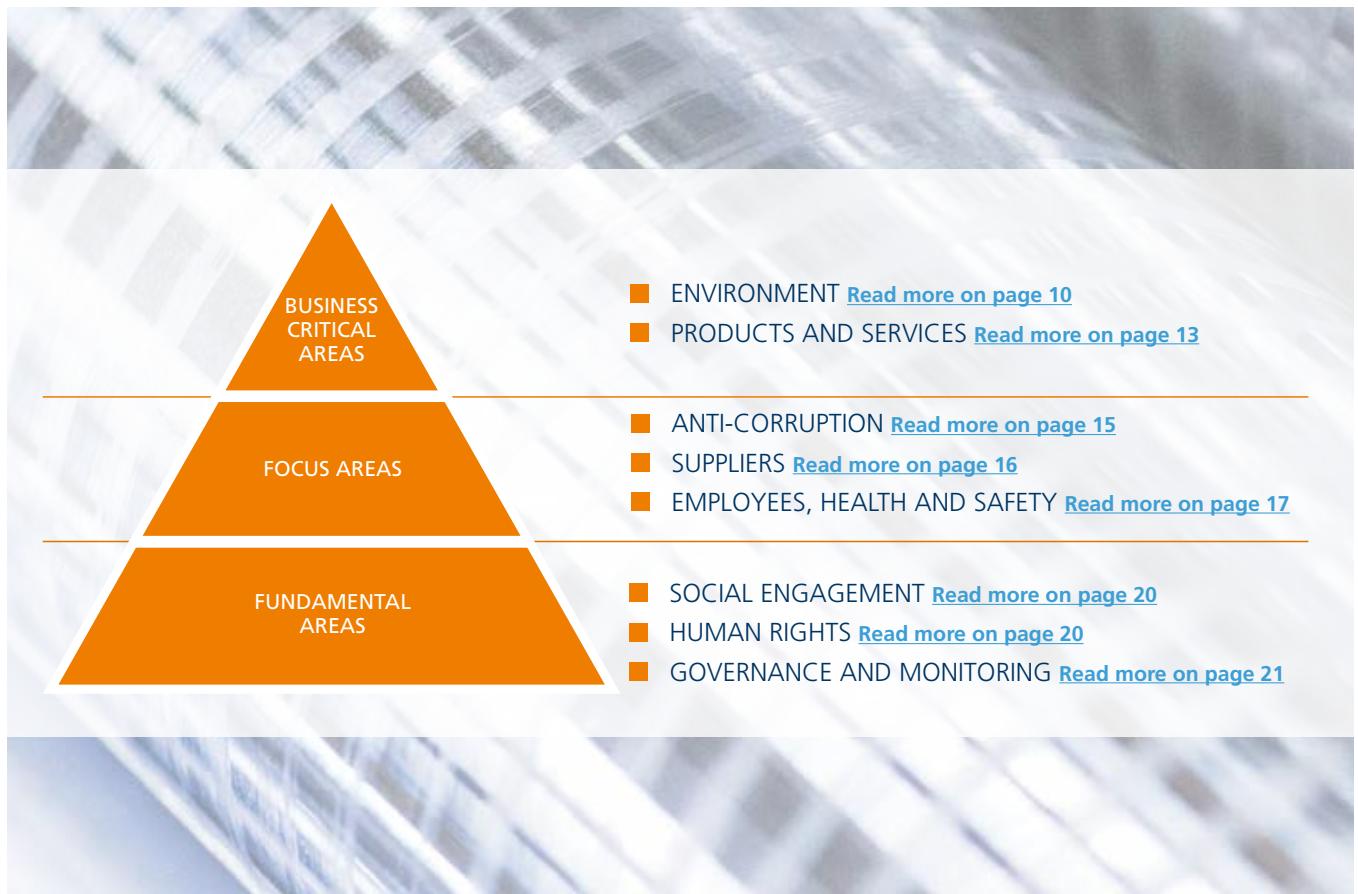 BUSINESS
CRITICAL
AREAS
ENVIRONMENT Read more on page 10
PRODUCTS AND SERVICES Read more on page 13
FOCUS AREAS
ANTI-CORRUPTION Read more on page 15
SUPPLIERS Read more on page 16
EMPLOYEES, HEALTH AND SAFETY Read more on page 17
FUNDAMENTAL
AREAS
SOCIAL ENGAGEMENT Read more on page 20
HUMAN RIGHTS Read more on page 20
GOVERNANCE AND MONITORING Read more on page 21